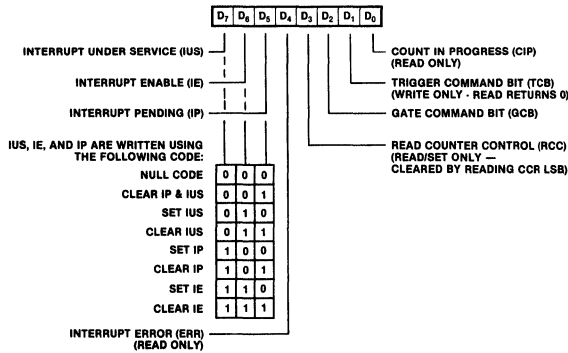 D7 D6 D5 D4 D3 D2 D1 D0
INTERRUPT UNDER SERVICE (IUS)
INTERRUPT ENABLE (IE)
INTERRUPT PENDING (IP)
IUS, IE, AND IP ARE WRITTEN USING
THE FOLLOWING CODE:
NULL CODE 0 0 0
CLEAR IP & IUS 0 0 1
SET IUS 0 1 0
CLEAR IUS 0 1 1
SET IP 1 0 0
CLEAR IP 1 0 1
SET IE 1 1 0
CLEAR IE 1 1 1
INTERRUPT ERROR (ERR)
(READ ONLY)
COUNT IN PROGRESS (CIP)
(READ ONLY)
TRIGGER COMMAND BIT (TCB)
(WRITE ONLY - READ RETURNS 0)
GATE COMMAND BIT (GCB)
READ COUNTER CONTROL (RCC)
(READ/SET ONLY —
CLEARED BY READING CCR LSB)